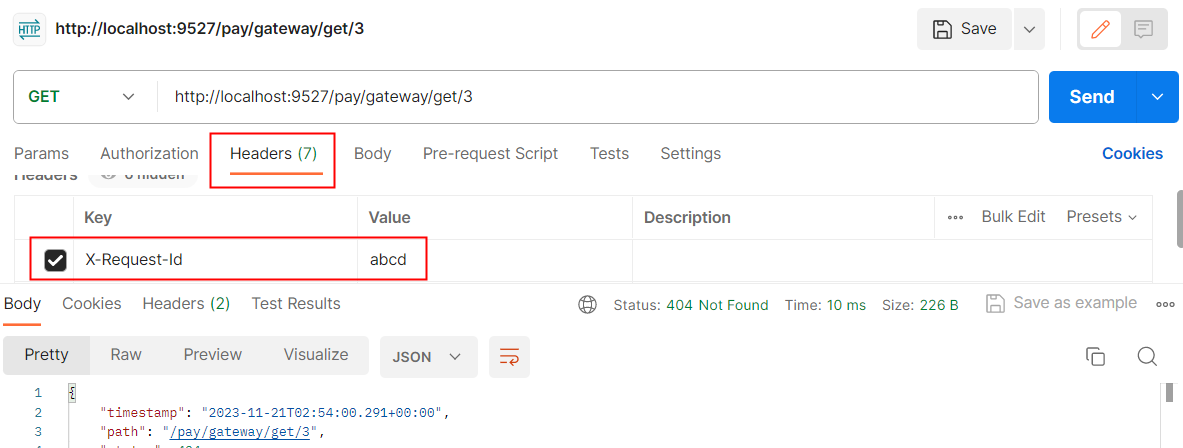 HTTP http://localhost:9527/pay/gateway/get/3 Save
GET http://localhost:9527/pay/gateway/get/3 Send
Params Authorization Headers (7) Body Pre-request Script Tests Settings Cookies
Headers 6 hidden
Key Value Description Bulk Edit Presets
X-Request-Id abcd
Body Cookies Headers (2) Test Results Status: 404 Not Found Time: 10 ms Size: 226 B Save as example
Pretty Raw Preview Visualize JSON
1 {
2 "timestamp": "2023-11-21T02:54:00.291+00:00",
3 "path": "/pay/gateway/get/3",